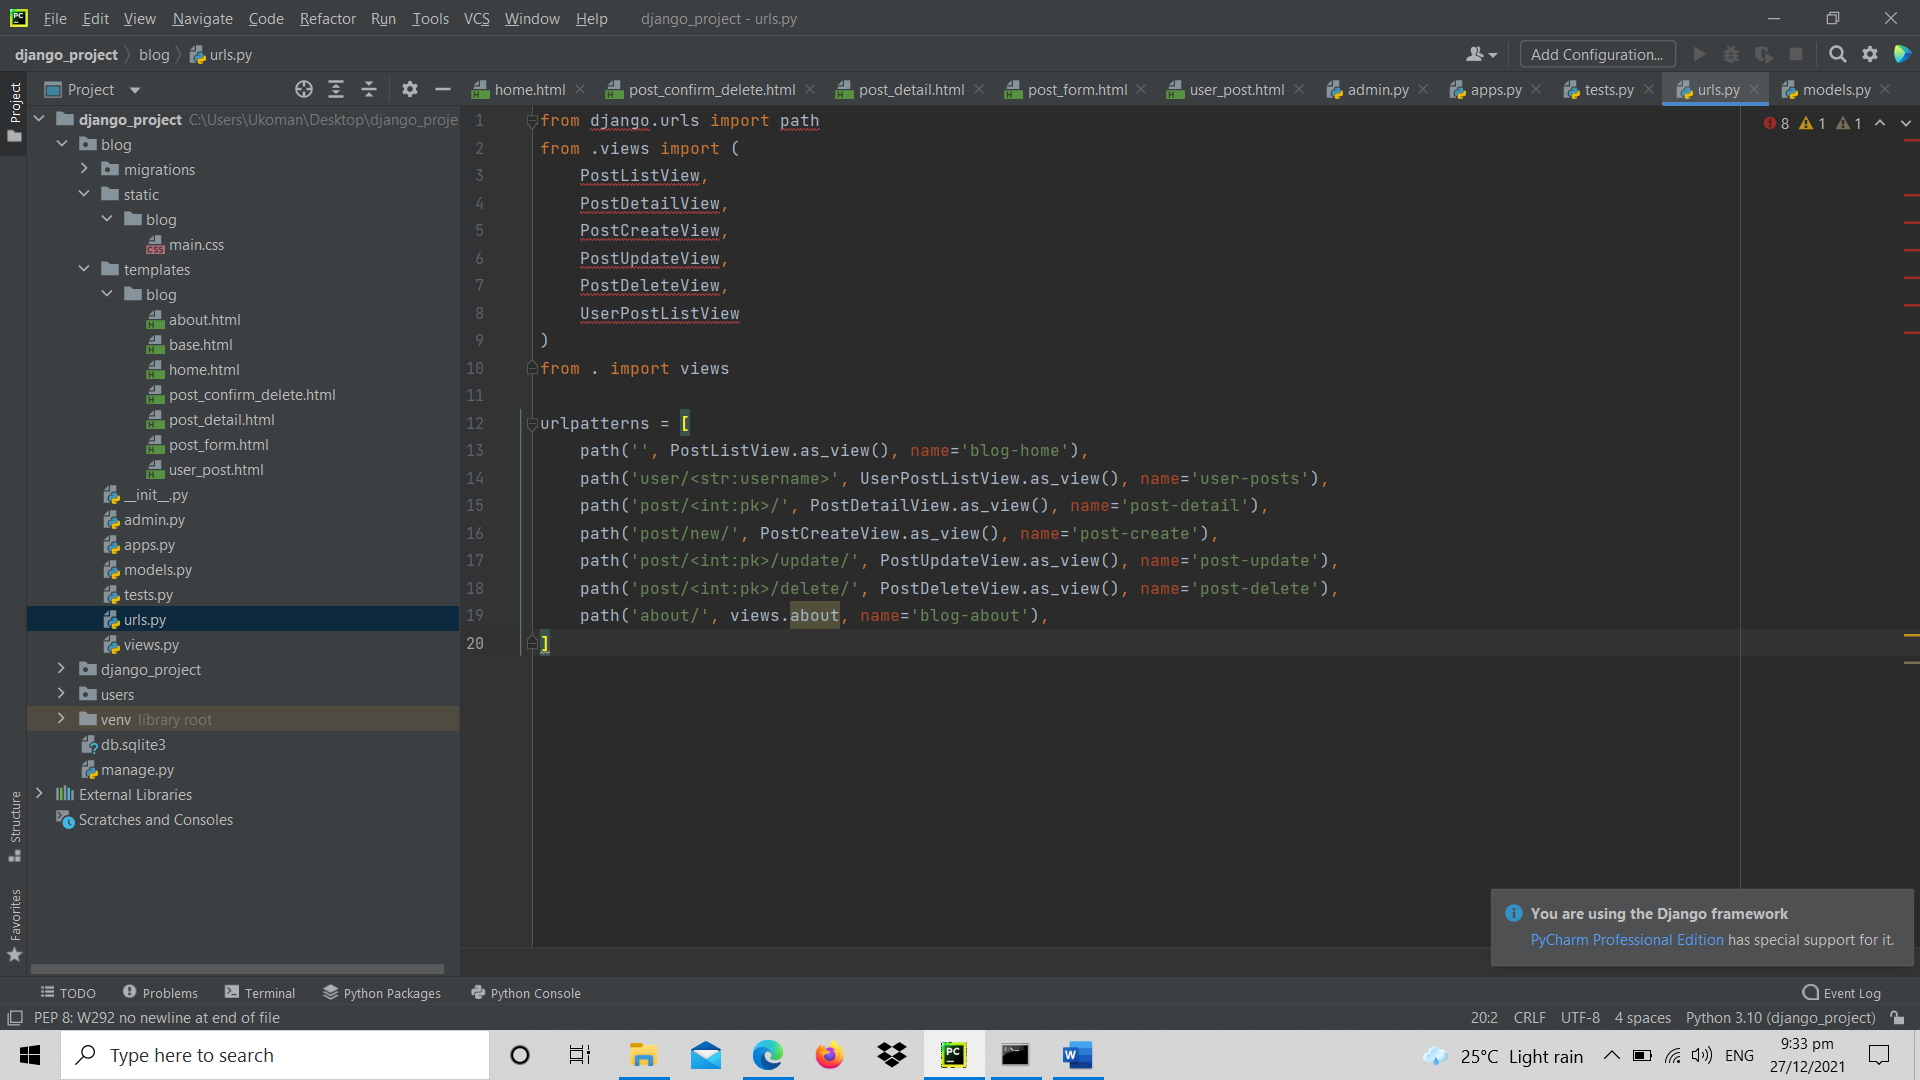 File Edit View Navigate Code Refactor Run Tools VCS Window Help django_project - urls.py
django_project blog urls.py Add Configuration...
Project
Project home.html post_confirm_delete.html post_detail.html post_form.html user_post.html admin.py apps.py tests.py urls.py models.py
django_project C:\Users\Ukoman\Desktop\django_proje
blog
migrations
static
blog
main.css
templates
blog
about.html
base.html
home.html
post_confirm_delete.html
post_detail.html
post_form.html
user_post.html
__init__.py
admin.py
apps.py
models.py
tests.py
urls.py
views.py
django_project
users
venv library root
db.sqlite3
manage.py
External Libraries
Scratches and Consoles
Structure
Favorites
8 1 1
1 from django.urls import path
2 from .views import (
3 PostListView,
4 PostDetailView,
5 PostCreateView,
6 PostUpdateView,
7 PostDeleteView,
8 UserPostListView
9 )
10 from . import views
11
12 urlpatterns = [
13 path('', PostListView.as_view(), name='blog-home'),
14 path('user/<str:username>', UserPostListView.as_view(), name='user-posts'),
15 path('post/<int:pk>/', PostDetailView.as_view(), name='post-detail'),
16 path('post/new/', PostCreateView.as_view(), name='post-create'),
17 path('post/<int:pk>/update/', PostUpdateView.as_view(), name='post-update'),
18 path('post/<int:pk>/delete/', PostDeleteView.as_view(), name='post-delete'),
19 path('about/', views.about, name='blog-about'),
20 ]
You are using the Django framework
PyCharm Professional Edition has special support for it.
TODO Problems Terminal Python Packages Python Console Event Log
PEP 8: W292 no newline at end of file 20:2 CRLF UTF-8 4 spaces Python 3.10 (django_project)
Type here to search 25°C Light rain ENG 9:33 pm
27/12/2021